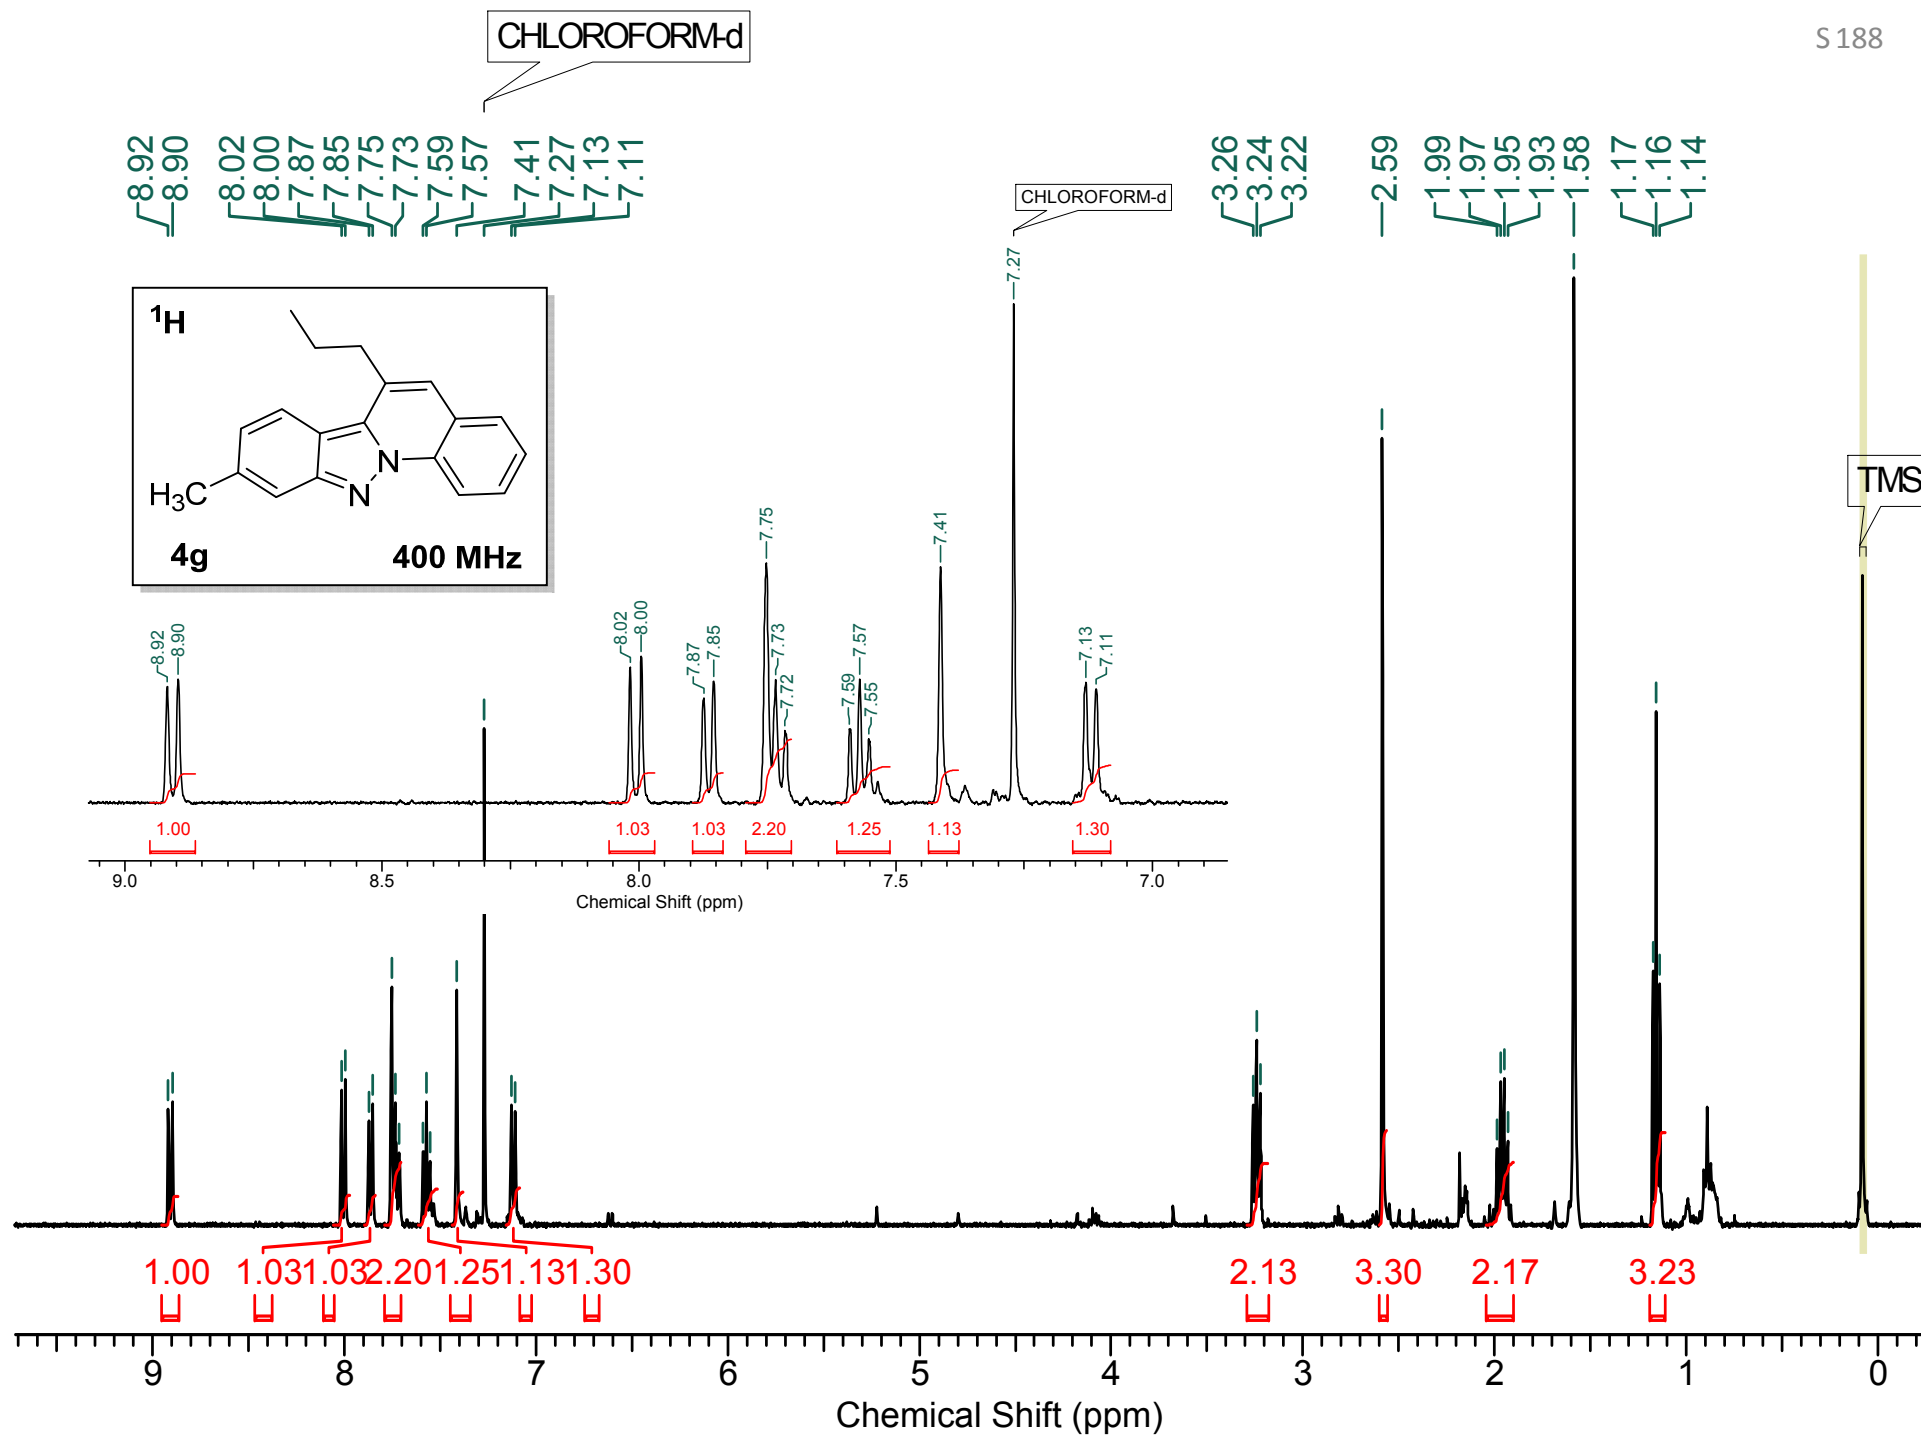 CHLOROFORM-d
S 188
8.92
8.90
8.02
8.00
7.87
7.85
7.75
7.73
7.59
7.57
7.41
7.27
7.13
7.11
3.26
3.24
3.22
2.59
1.99
1.97
1.95
1.93
1.58
1.17
1.16
1.14
CHLOROFORM-d
TMS
¹H
N
N
H₃C
4g 400 MHz
8.92
8.90
8.02
8.00
7.87
7.85
7.75
7.73
7.72
7.59
7.57
7.55
7.41
7.27
7.13
7.11
1.00 1.03 1.03 2.20 1.25 1.13 1.30
9.0 8.5 8.0 7.5 7.0
Chemical Shift (ppm)
1.00 1.03 1.03 2.20 1.25 1.13 1.30 2.13 3.30 2.17 3.23
9 8 7 6 5 4 3 2 1 0
Chemical Shift (ppm)